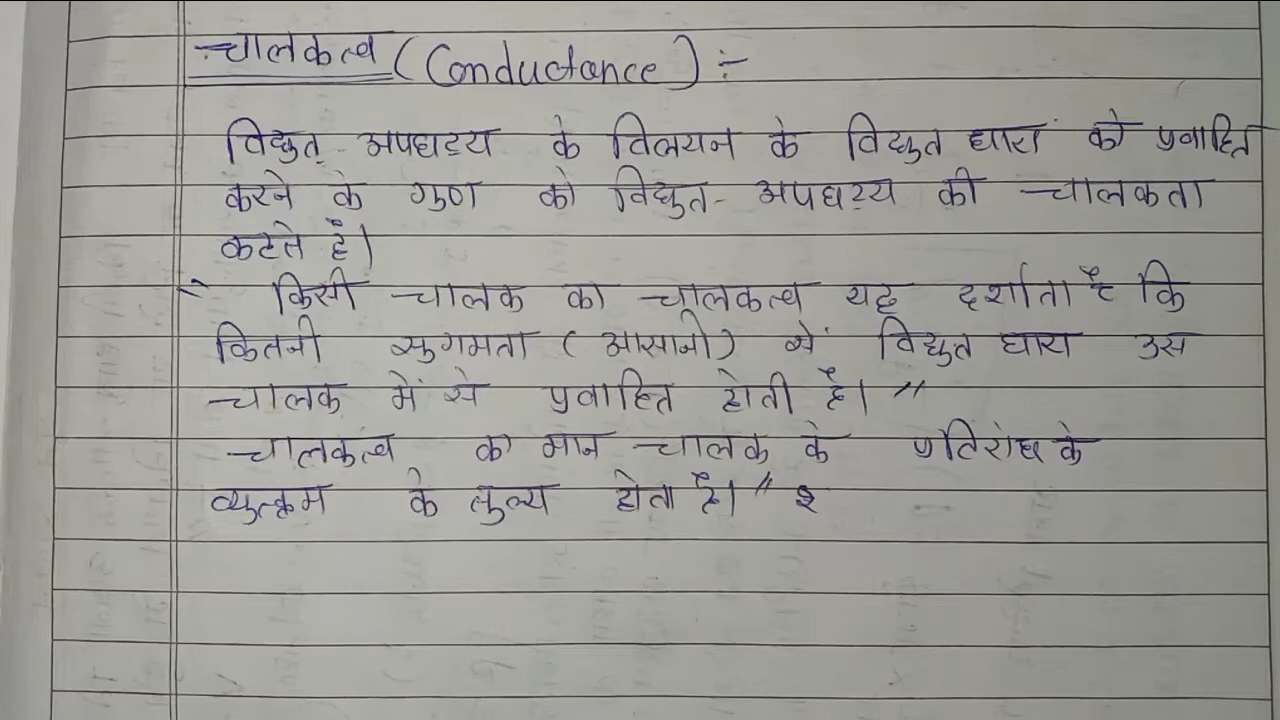 चालकत्व (Conductance) :-
विद्युत अपघट्य के विलयन के विद्युत धारा को प्रवाहित
करने के गुण को विद्युत- अपघट्य की चालकता
कहते हैं।
" किसी चालक का चालकत्व यह दर्शाता है कि
कितनी सुगमता (आसानी) से विद्युत धारा उस
चालक में से प्रवाहित होती है। "
चालकत्व का मान चालक के प्रतिरोध के
व्युत्क्रम के तुल्य होता है। "